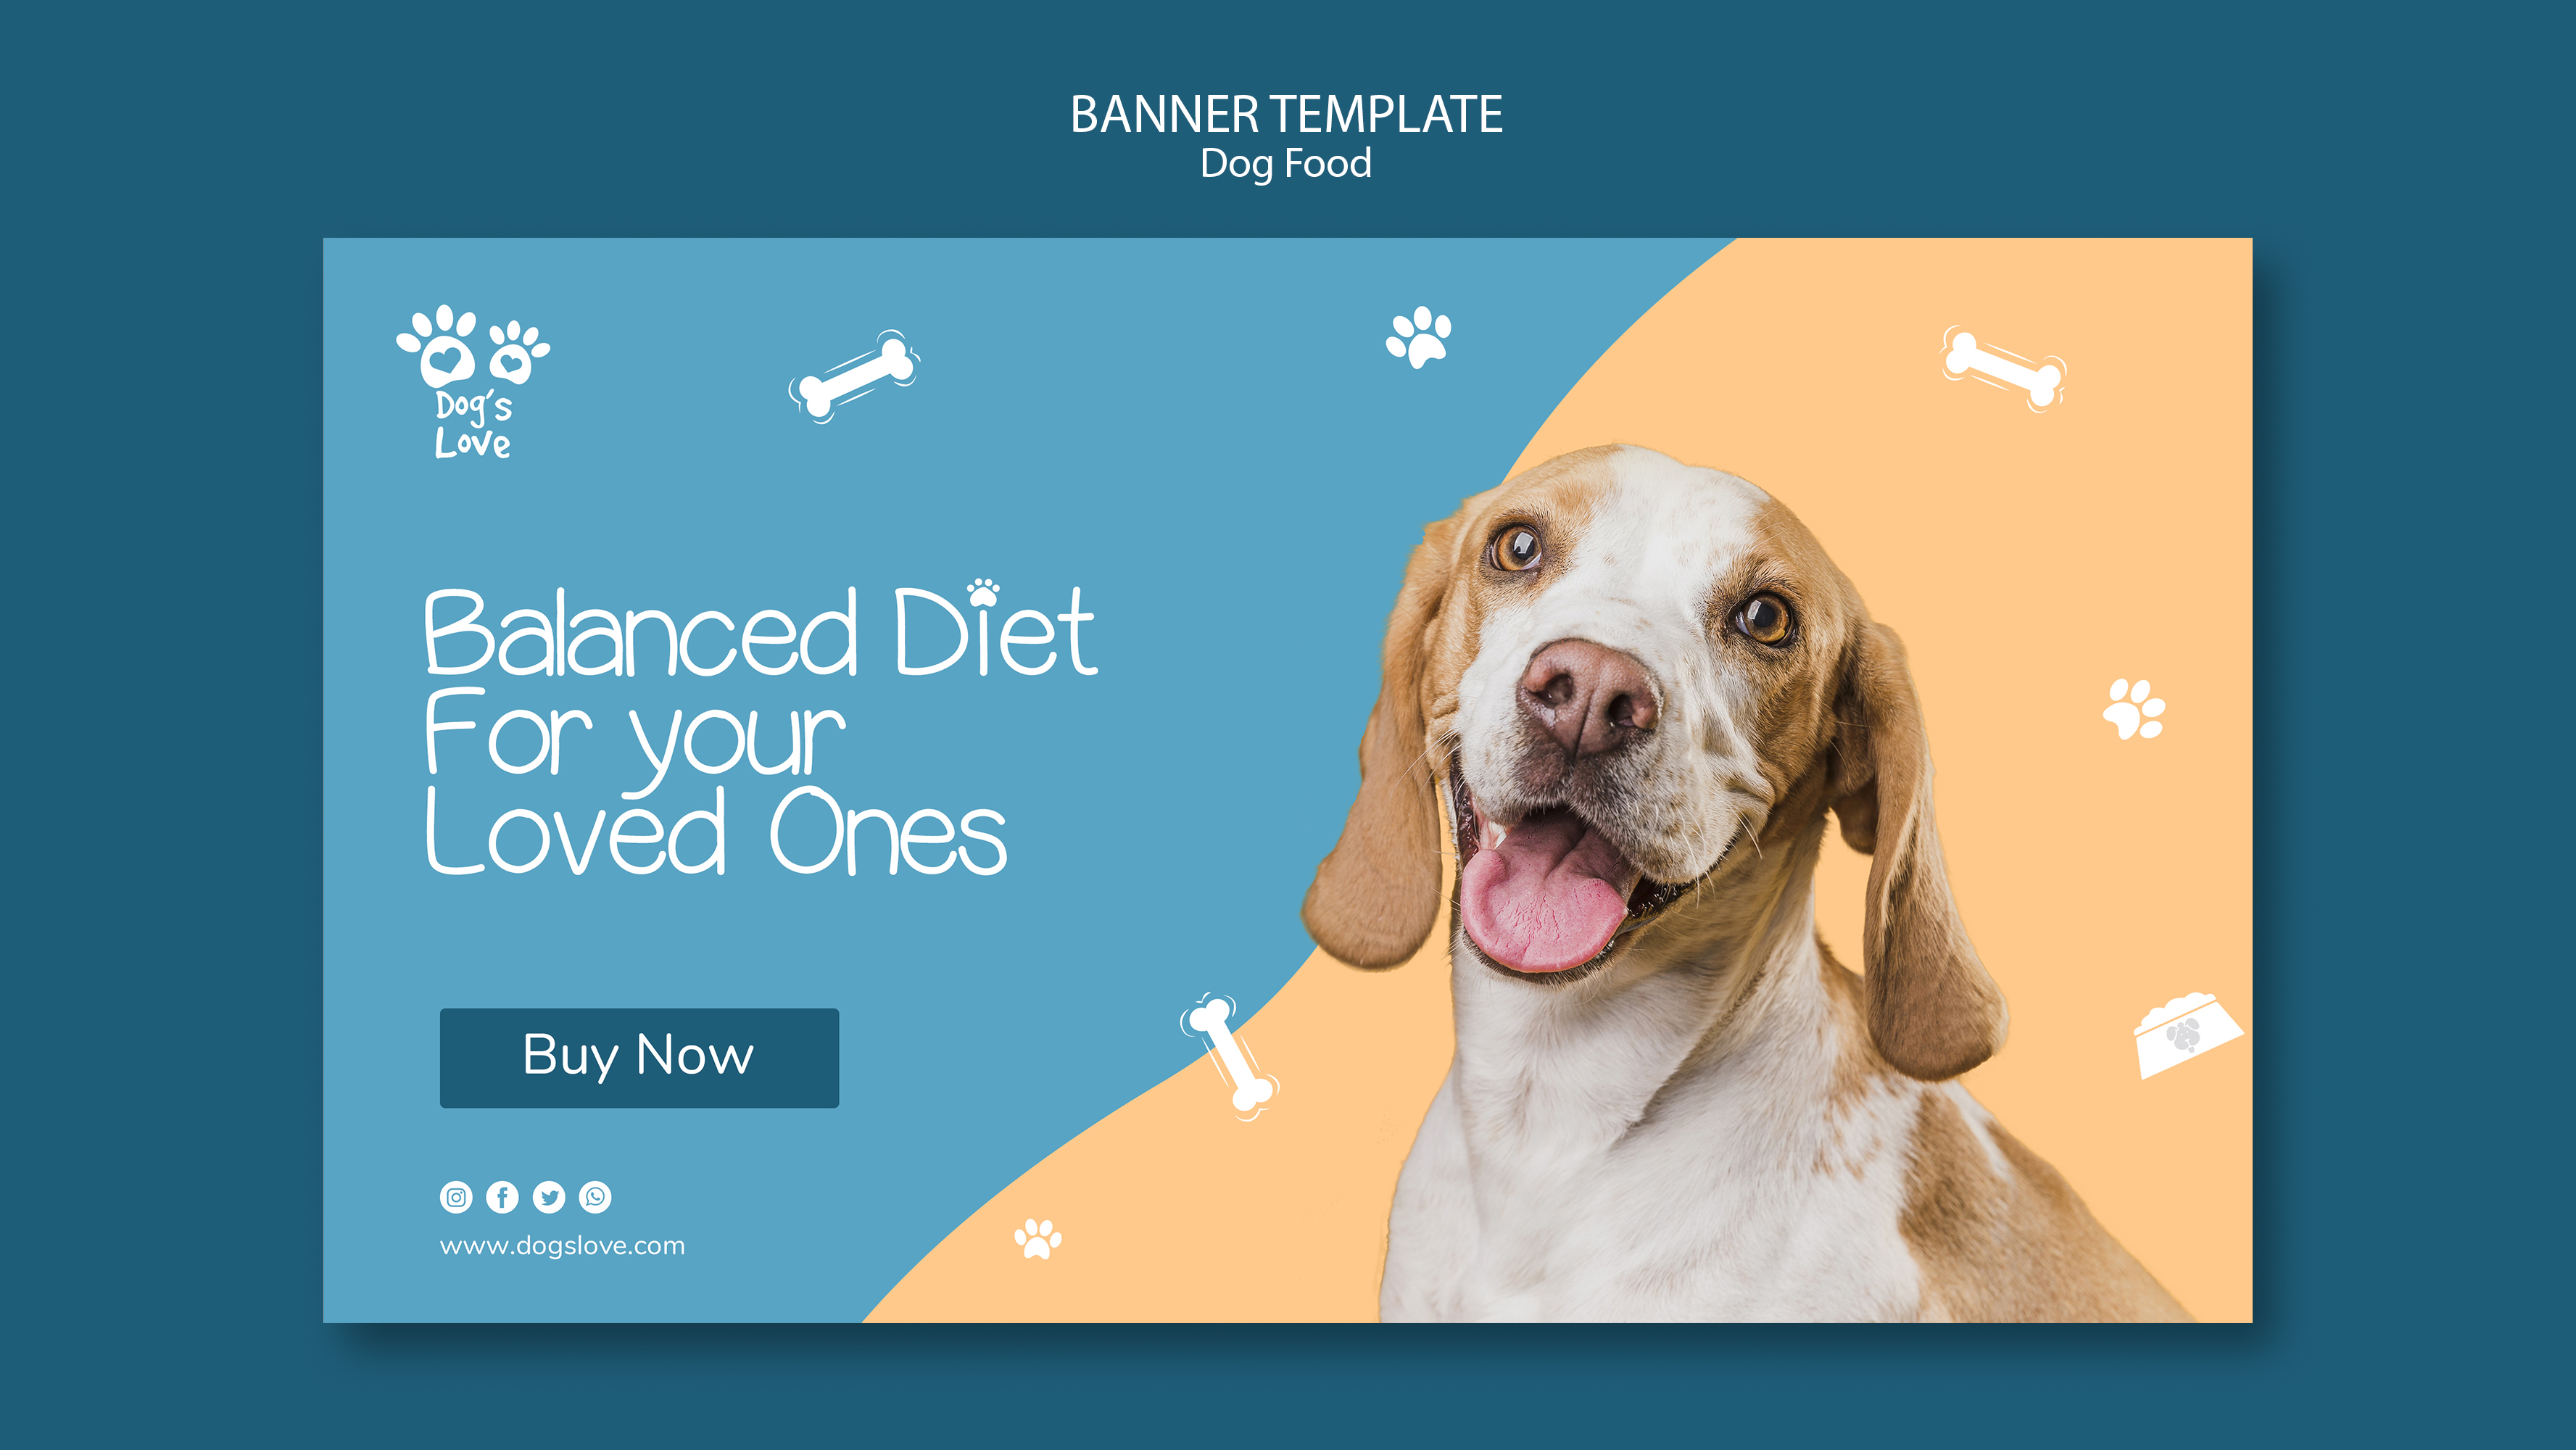 BANNER TEMPLATE
Dog Food
Dog's
Love
Balanced Diet
For your
Loved Ones
Buy Now
www.dogslove.com